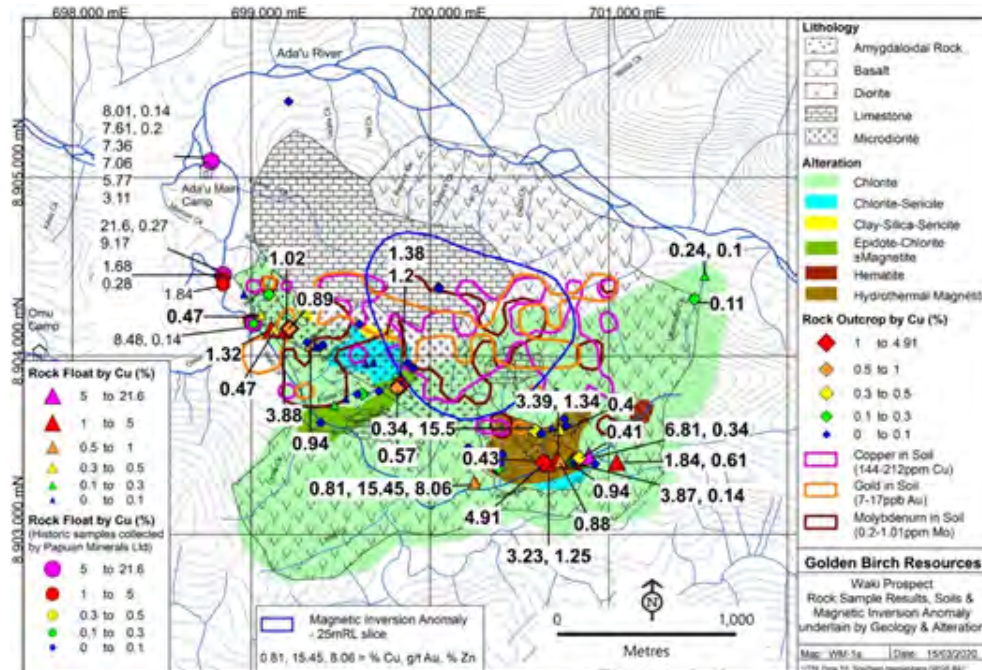 698.000 mE
699.000 mE
700.000 mE
701.000 mE
8.905.000 mN
8.904.000 mN
8.903.000 mN
Ada'u River
Ada'u Main
Camp
Omu
Camp
8.01, 0.14
7.61, 0.2
7.36
7.06
5.77
3.11
21.6, 0.27
9.17
1.68
0.28
1.84
1.02
0.89
0.47
8.48, 0.14
1.32
0.47
3.88
0.94
1.38
1.2
0.24, 0.1
0.11
3.39, 1.34
0.4
0.41
0.34, 15.5
0.57
0.43
6.81, 0.34
1.84, 0.61
0.94
3.87, 0.14
0.88
0.81, 15.45, 8.06
4.91
3.23, 1.25
Rock Float by Cu (%)
5 to 21.6
1 to 5
0.5 to 1
0.3 to 0.5
0.1 to 0.3
0 to 0.1
Rock Float by Cu (%)
(Historic samples collected
by Papuan Minerals Ltd)
5 to 21.6
1 to 5
0.3 to 0.5
0.1 to 0.3
0 to 0.1
Magnetic Inversion Anomaly
- 25mRL slice
0.81, 15.45, 8.06 = % Cu, g/t Au, % Zn
N
0
1,000
Metres
Lithology
Amygdaloidal Rock
Basalt
Diorite
Limestone
Microdiorite
Alteration
Chlorite
Chlorite-Sericite
Clay-Silica-Sericite
Epidote-Chlorite
±Magnetite
Hematite
Hydrothermal Magnetite
Rock Outcrop by Cu (%)
1 to 4.91
0.5 to 1
0.3 to 0.5
0.1 to 0.3
0 to 0.1
Copper in Soil
(144-212ppm Cu)
Gold in Soil
(7-17ppb Au)
Molybdenum in Soil
(0.2-1.01ppm Mo)
Golden Birch Resources
Waki Prospect
Rock Sample Results, Soils &
Magnetic Inversion Anomaly
underlain by Geology & Alteration
Map: WM-1a
Date: 15/03/2020